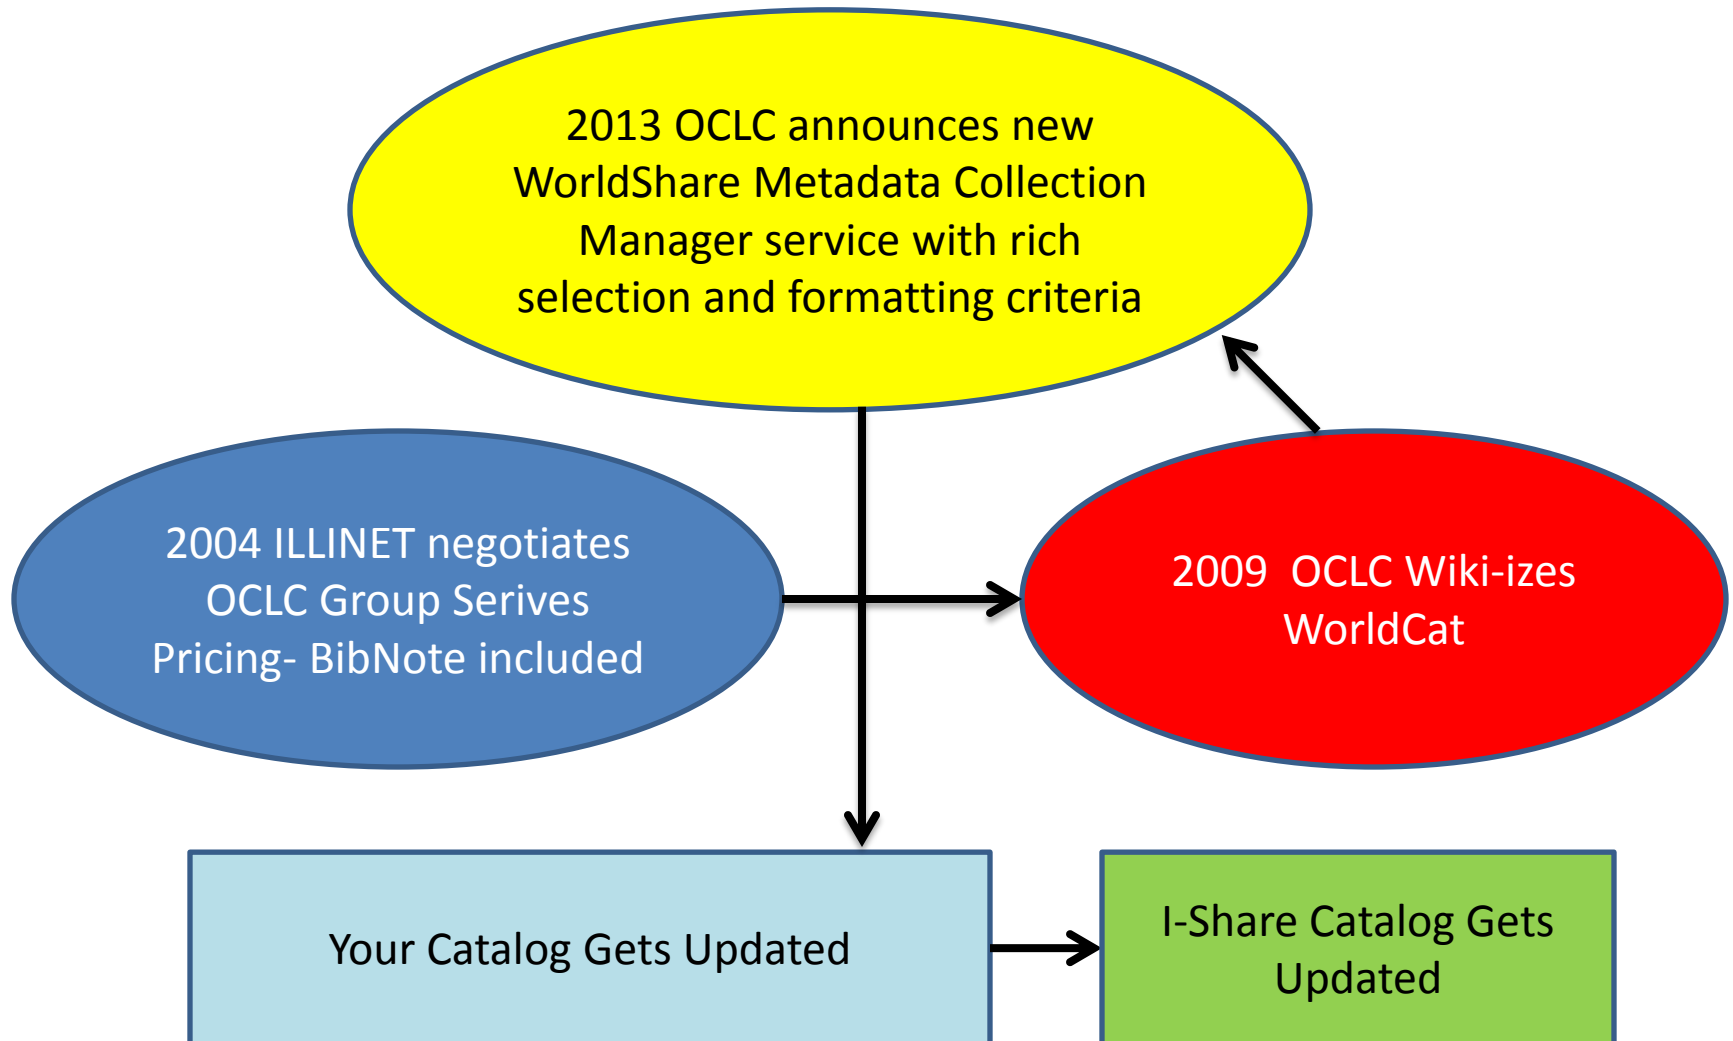 2013 OCLC announces new
WorldShare Metadata Collection
Manager service with rich
selection and formatting criteria
2004 ILLINET negotiates
OCLC Group Serives
Pricing- BibNote included
2009  OCLC Wiki-izes
WorldCat
Your Catalog Gets Updated
I-Share Catalog Gets
Updated